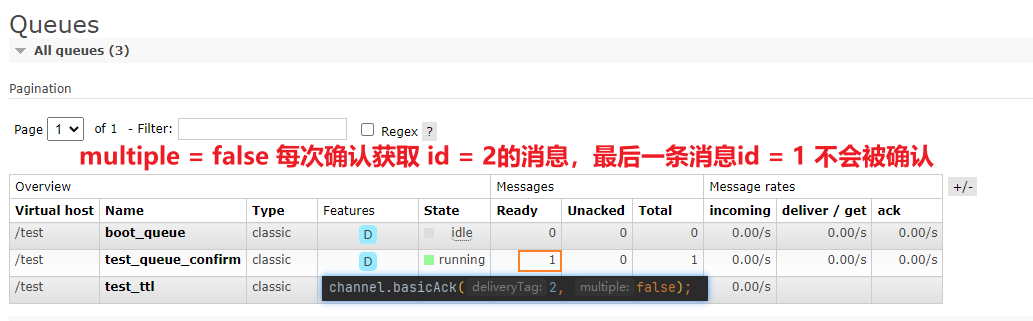 Queues
All queues (3)
Pagination
Page 1 of 1 - Filter: Regex ?
multiple = false 每次确认获取 id = 2的消息，最后一条消息id = 1 不会被确认
Overview Messages Message rates +/-
Virtual host Name Type Features State Ready Unacked Total incoming deliver / get ack
/test boot_queue classic D idle 0 0 0 0.00/s 0.00/s 0.00/s
/test test_queue_confirm classic D running 1 0 1 0.00/s 0.00/s 0.00/s
/test test_ttl classic channel.basicAck( deliveryTag: 2, multiple: false); 0.00/s